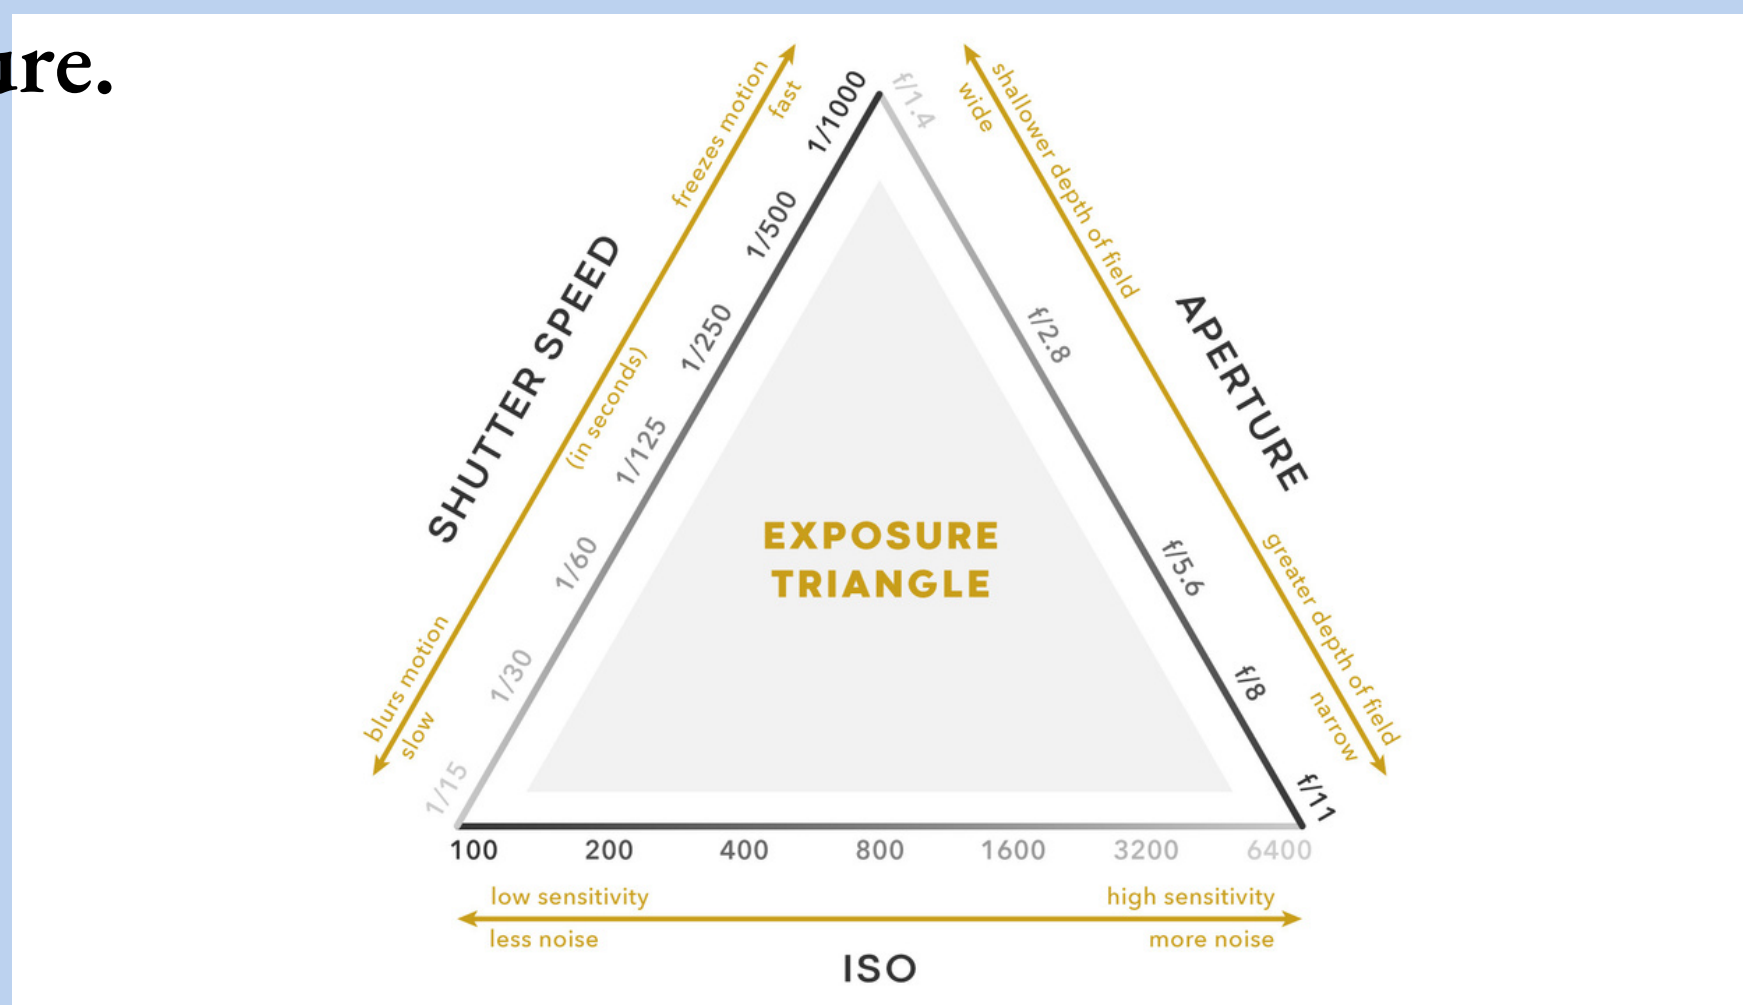 ure.
SHUTTER SPEED
freezes motion
fast
(in seconds)
blurs motion
slow
1/1000
1/500
1/250
1/125
1/60
1/30
1/15
APERTURE
shallower depth of field
wide
greater depth of field
narrow
f/1.4
f/2.8
f/5.6
f/8
f/11
EXPOSURE
TRIANGLE
100 200 400 800 1600 3200 6400
low sensitivity high sensitivity
less noise more noise
ISO